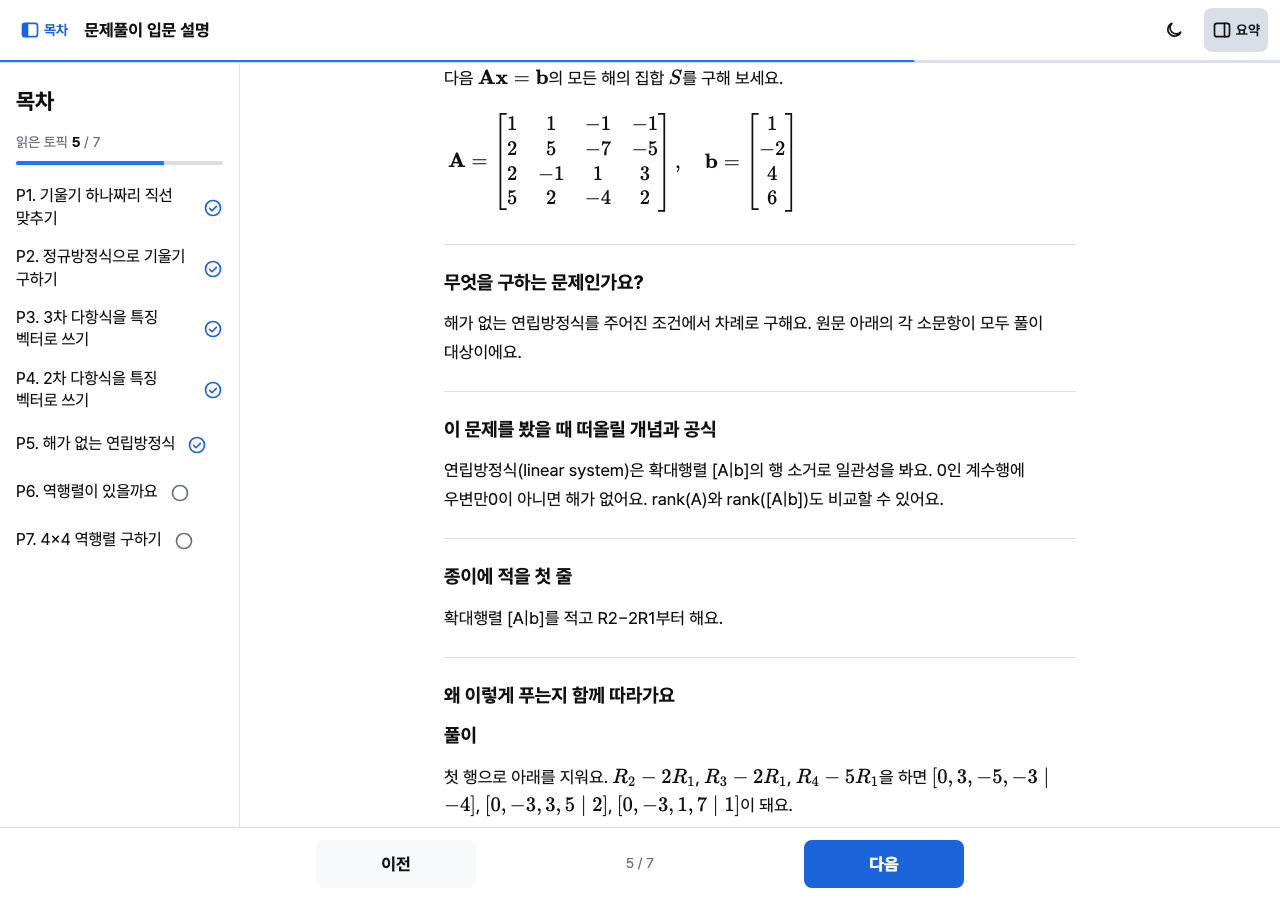 목차 문제풀이 입문 설명 요약
목차
읽은 토픽 5 / 7
P1. 기울기 하나짜리 직선
맞추기
P2. 정규방정식으로 기울기
구하기
P3. 3차 다항식을 특징
벡터로 쓰기
P4. 2차 다항식을 특징
벡터로 쓰기
P5. 해가 없는 연립방정식
P6. 역행렬이 있을까요
P7. 4×4 역행렬 구하기
다음 Ax = b의 모든 해의 집합 S를 구해 보세요.
A = [1 1 −1 −1
2 5 −7 −5
2 −1 1 3
5 2 −4 2], b = [1
−2
4
6]
무엇을 구하는 문제인가요?
해가 없는 연립방정식를 주어진 조건에서 차례로 구해요. 원문 아래의 각 소문항이 모두 풀이
대상이에요.
이 문제를 봤을 때 떠올릴 개념과 공식
연립방정식(linear system)은 확대행렬 [A|b]의 행 소거로 일관성을 봐요. 0인 계수행에
우변만0이 아니면 해가 없어요. rank(A)와 rank([A|b])도 비교할 수 있어요.
종이에 적을 첫 줄
확대행렬 [A|b]를 적고 R2−2R1부터 해요.
왜 이렇게 푸는지 함께 따라가요
풀이
첫 행으로 아래를 지워요. R₂ − 2R₁, R₃ − 2R₁, R₄ − 5R₁을 하면 [0, 3, −5, −3 |
−4], [0, −3, 3, 5 | 2], [0, −3, 1, 7 | 1]이 돼요.
이전 5 / 7 다음